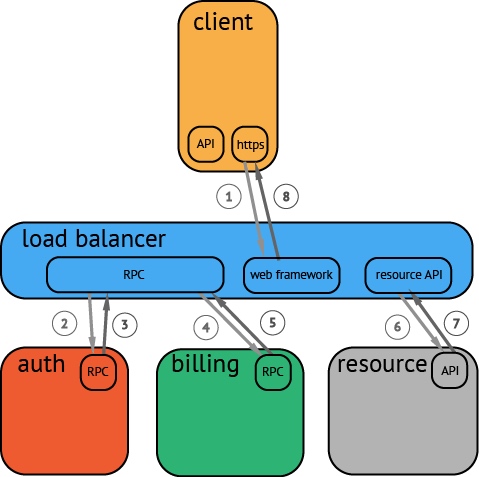 client
API
https
1
8
load balancer
RPC
web framework
resource API
2
3
4
5
6
7
auth
RPC
billing
RPC
resource
API